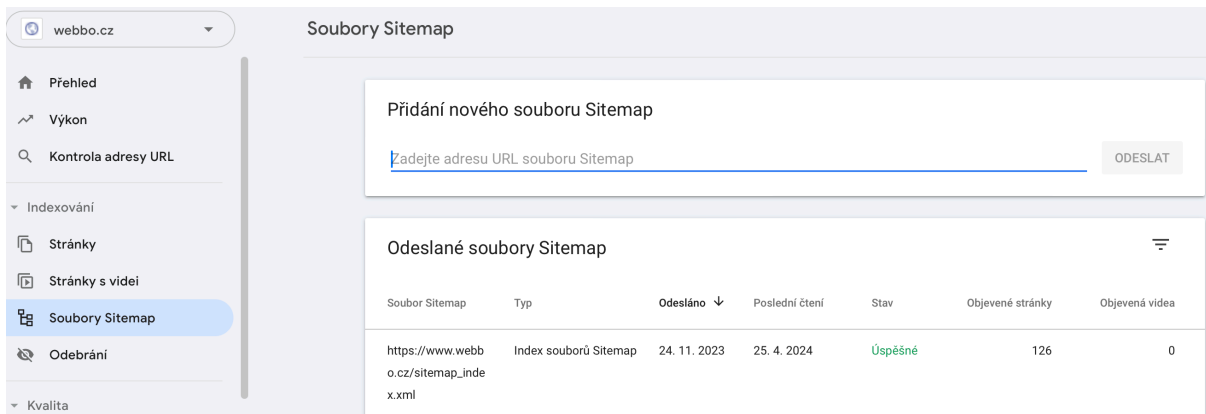 webbo.cz
Přehled
Výkon
Kontrola adresy URL
Indexování
Stránky
Stránky s videi
Soubory Sitemap
Odebrání
Kvalita
Soubory Sitemap
Přidání nového souboru Sitemap
Zadejte adresu URL souboru Sitemap
ODESLAT
Odeslané soubory Sitemap
Soubor Sitemap Typ Odesláno Poslední čtení Stav Objevené stránky Objevená videa
https://www.webb Index souborů Sitemap 24. 11. 2023 25. 4. 2024 Úspěšné 126 0
o.cz/sitemap_inde
x.xml